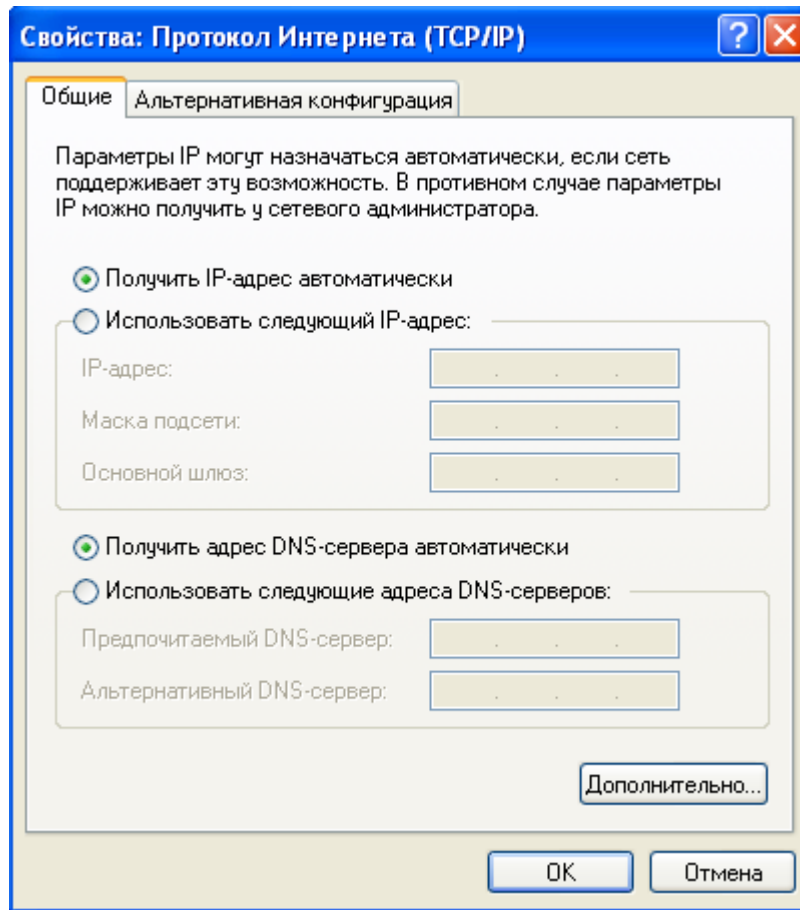 Свойства: Протокол Интернета (TCP/IP)
Общие
Альтернативная конфигурация
Параметры IP могут назначаться автоматически, если сеть
поддерживает эту возможность. В противном случае параметры
IP можно получить у сетевого администратора.
Получить IP-адрес автоматически
Использовать следующий IP-адрес:
IP-адрес:
Маска подсети:
Основной шлюз:
Получить адрес DNS-сервера автоматически
Использовать следующие адреса DNS-серверов:
Предпочитаемый DNS-сервер:
Альтернативный DNS-сервер:
Дополнительно...
ОК
Отмена